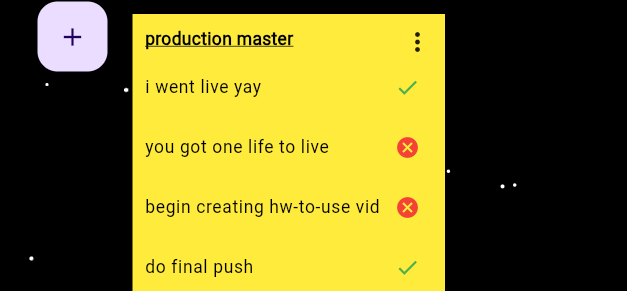 production master
i went live yay
you got one life to live
begin creating hw-to-use vid
do final push